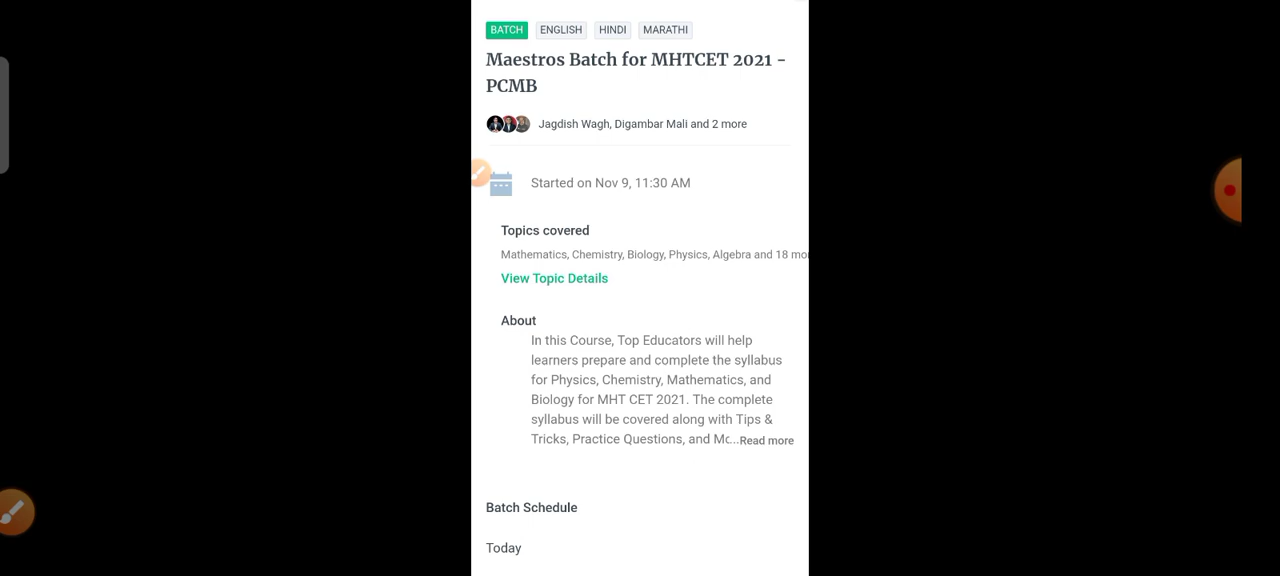 BATCH ENGLISH HINDI MARATHI
Maestros Batch for MHTCET 2021 -
PCMB
Jagdish Wagh, Digambar Mali and 2 more
Started on Nov 9, 11:30 AM
Topics covered
Mathematics, Chemistry, Biology, Physics, Algebra and 18 mor
View Topic Details
About
In this Course, Top Educators will help
learners prepare and complete the syllabus
for Physics, Chemistry, Mathematics, and
Biology for MHT CET 2021. The complete
syllabus will be covered along with Tips &
Tricks, Practice Questions, and Mc...Read more
Batch Schedule
Today